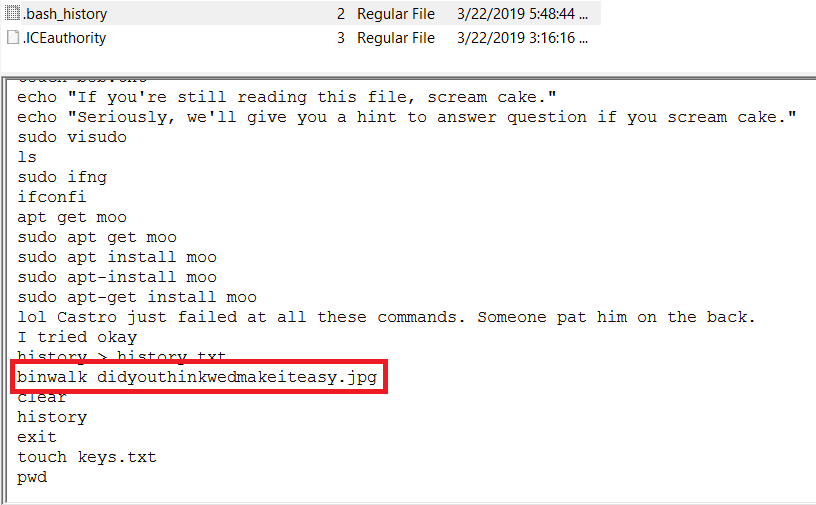 .bash_history 2 Regular File 3/22/2019 5:48:44 ...
.ICEauthority 3 Regular File 3/22/2019 3:16:16 ...
echo "If you're still reading this file, scream cake."
echo "Seriously, we'll give you a hint to answer question if you scream cake."
sudo visudo
ls
sudo ifng
ifconfi
apt get moo
sudo apt get moo
sudo apt install moo
sudo apt-install moo
sudo apt-get install moo
lol Castro just failed at all these commands. Someone pat him on the back.
I tried okay
history > history.txt
binwalk didyouthinkwedmakeiteasy.jpg
clear
history
exit
touch keys.txt
pwd